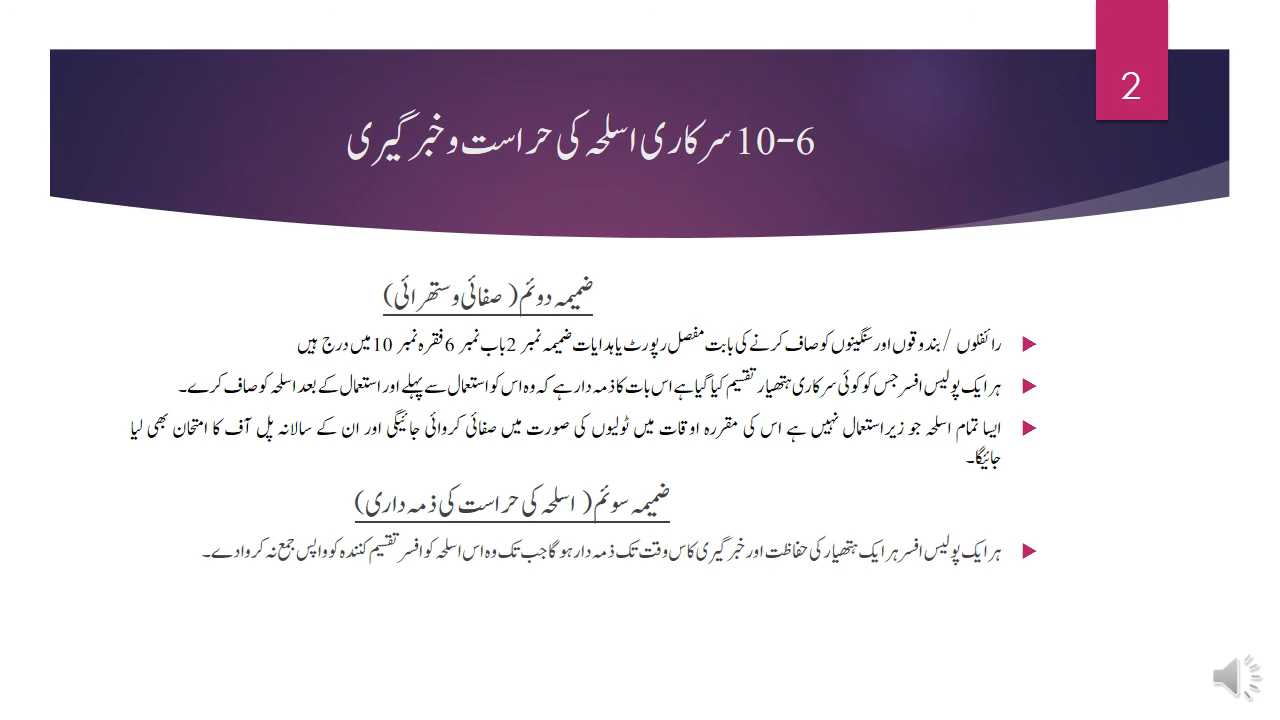 2
10-6 سرکاری اسلحہ کی حراست و خبر گیری
ضمیمہ دوئم( صفائی و ستھرائی)
رائفلوں / بندوقوں اور سنگینوں کو صاف کرنے کی بابت مفصل رپورٹ یا ہدایات ضمیمہ نمبر 2 باب نمبر 6 فقرہ نمبر 10 میں درج ہیں
ہر ایک پولیس افسر جس کو کوئی سرکاری ہتھیار تقسیم کیا گیا ہے اس بات کا ذمہ دار ہے کہ وہ اس کو استعمال سے پہلے اور استعمال کے بعد اسلحہ کو صاف کرے۔
ایسا تمام اسلحہ جو زیر استعمال نہیں ہے اس کی مقررہ اوقات میں ٹولیوں کی صورت میں صفائی کروائی جائیگی اور ان کے سالانہ پل آف کا امتحان بھی لیا
جائیگا۔
ضمیمہ سوئم( اسلحہ کی حراست کی ذمہ داری)
ہر ایک پولیس افسر ہر ایک ہتھیار کی حفاظت اور خبر گیری کا س وقت تک ذمہ دار ہو گا جب تک وہ اس اسلحہ کو افسر تقسیم کنندہ کو واپس جمع نہ کروا دے۔